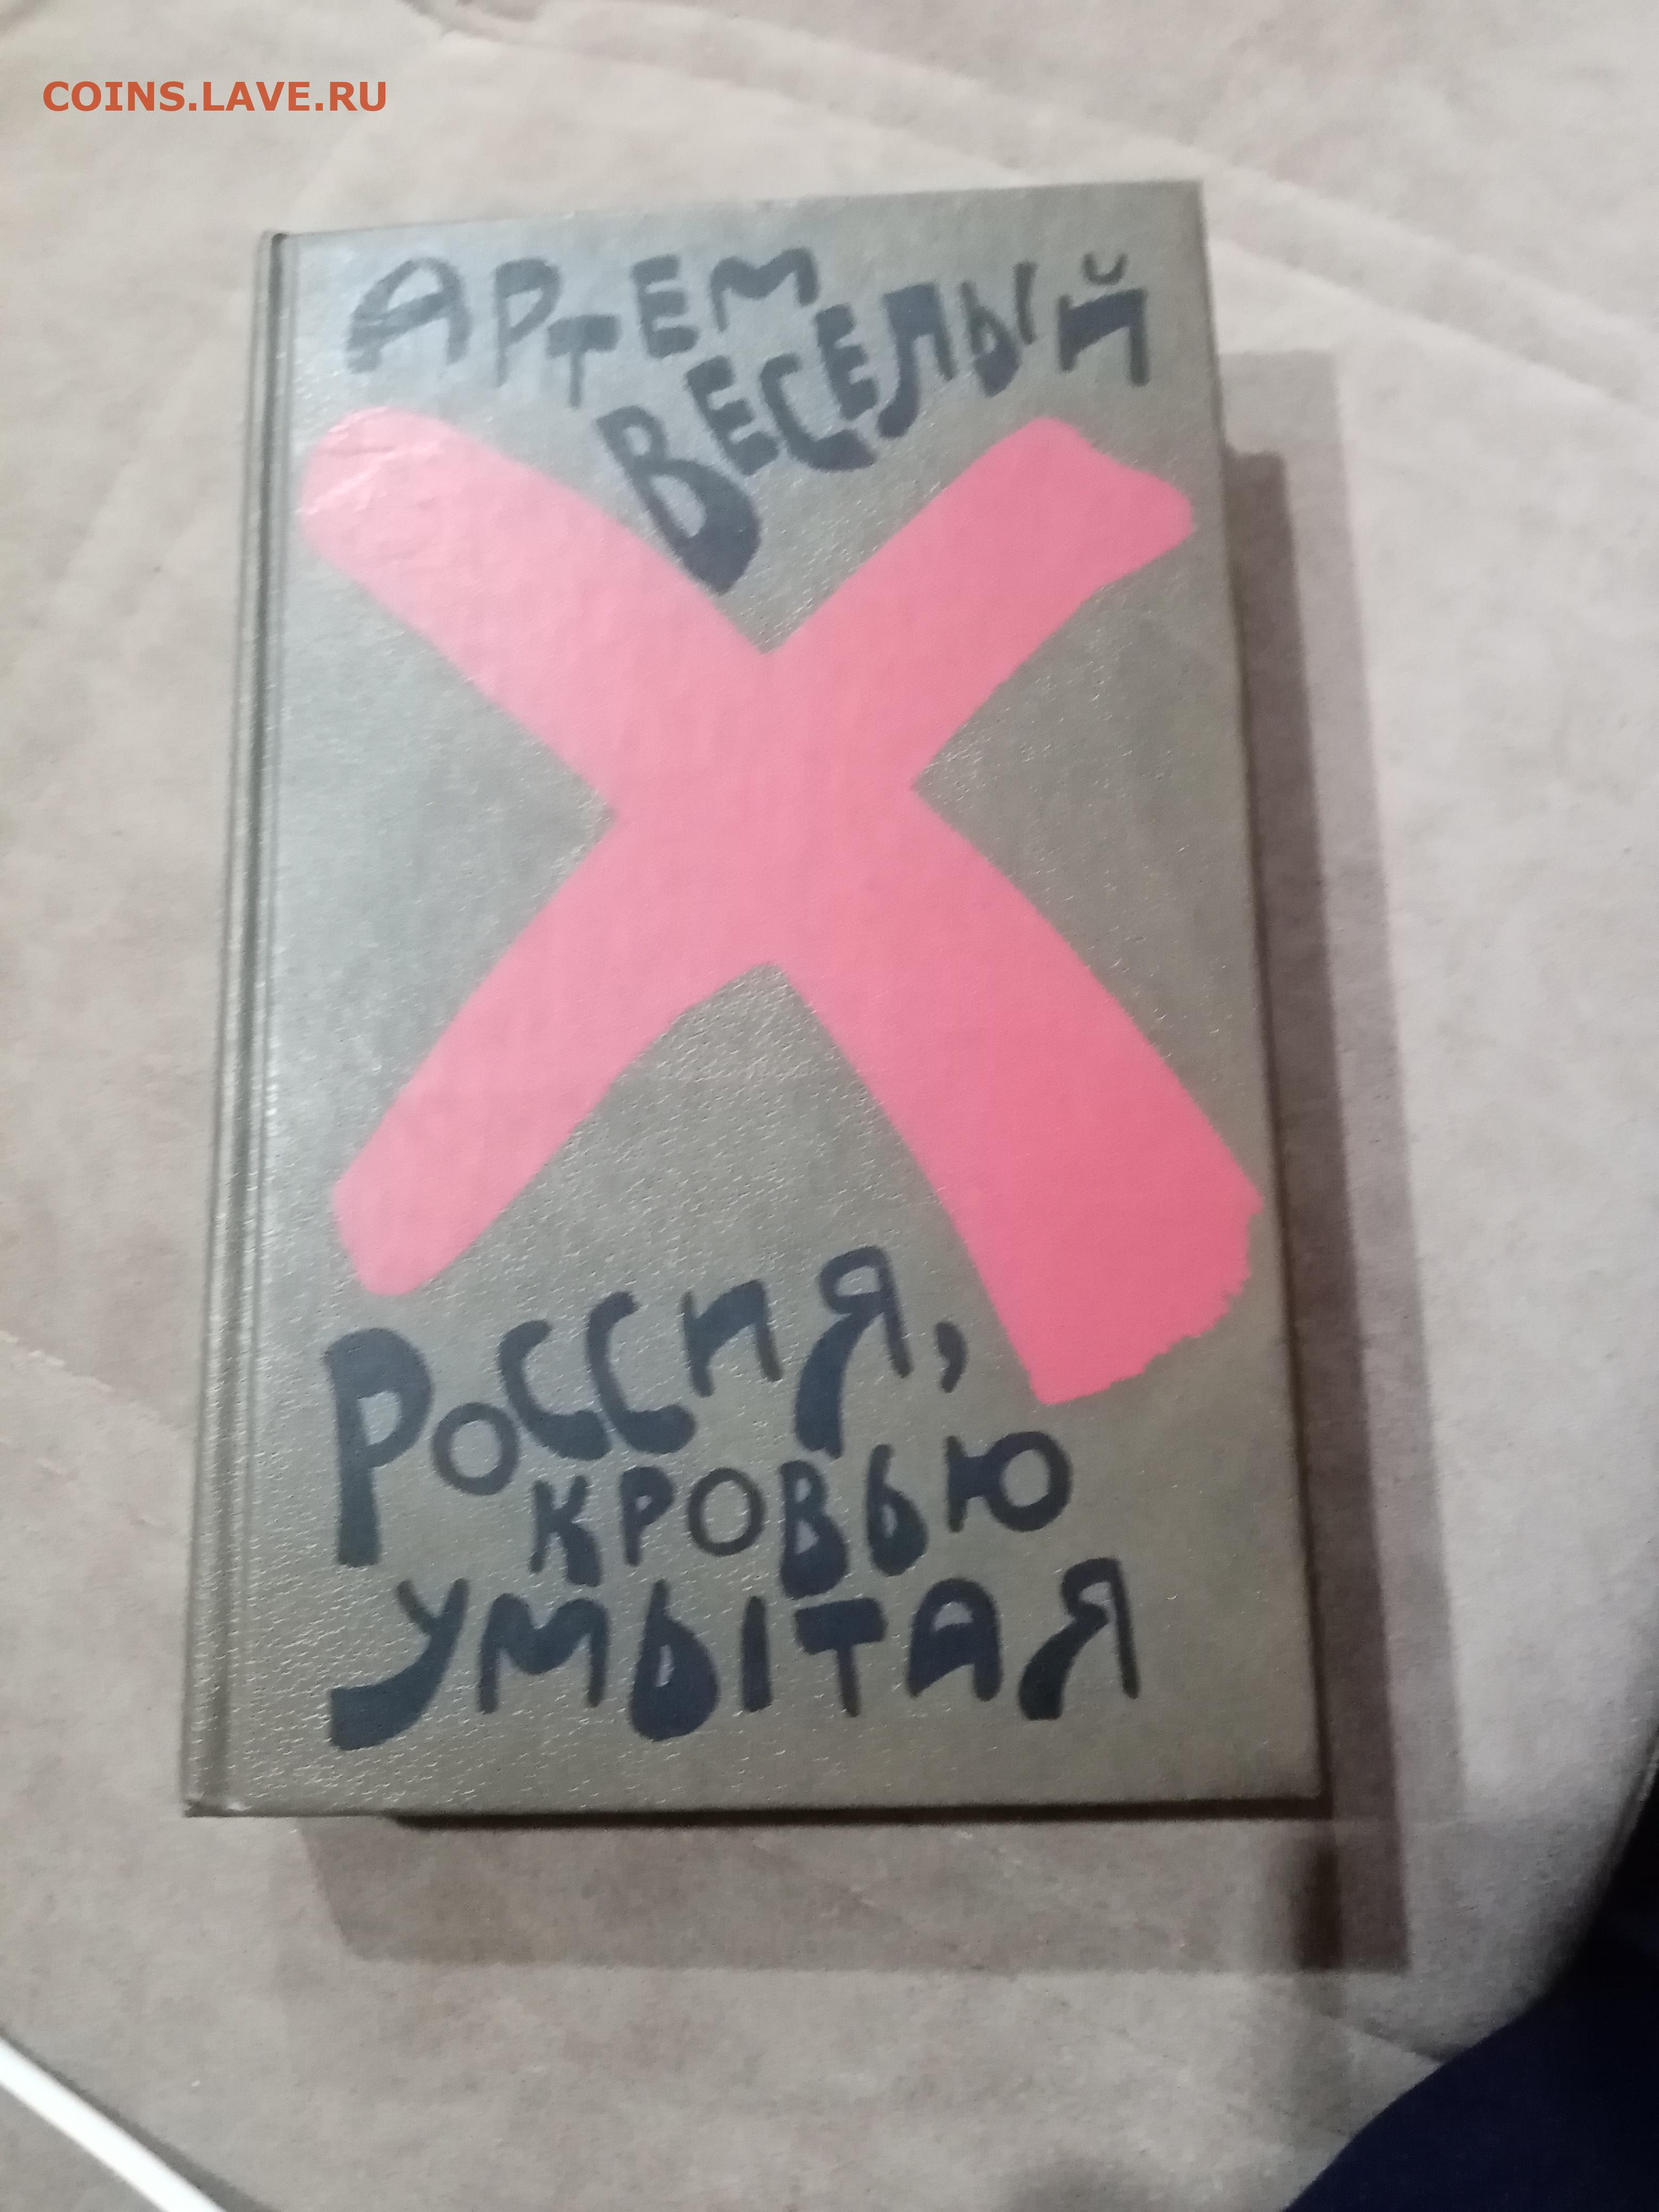 COINS.LAVE.RU
АРТЕМ
ВЕСЕЛЫЙ
РОССИЯ,
КРОВЬЮ
УМЫТАЯ